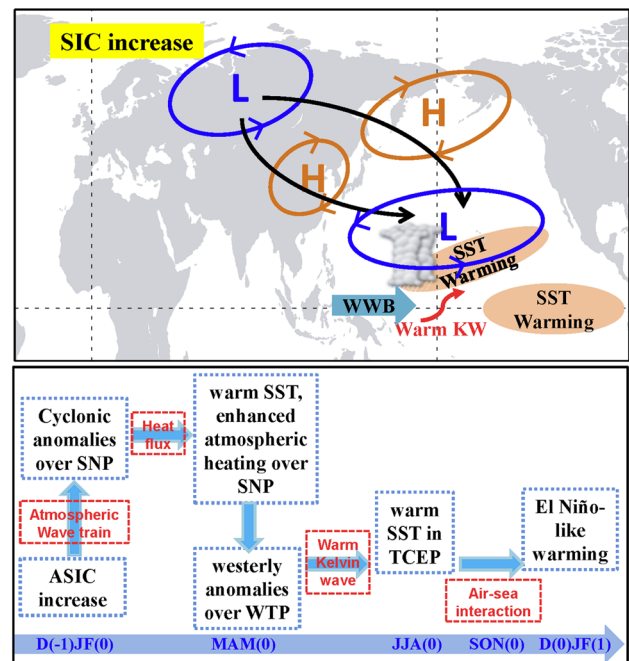 SIC increase
L
H
H
L
SST
Warming
WWB
Warm KW
SST
Warming
Cyclonic
anomalies
over SNP
Heat
flux
warm SST,
enhanced
atmospheric
heating over
SNP
Atmospheric
Wave train
ASIC
increase
westerly
anomalies
over WTP
Warm
Kelvin
wave
warm
SST in
TCEP
El Niño-
like
warming
Air-sea
interaction
D(-1)JF(0)
MAM(0)
JJA(0)
SON(0)
D(0)JF(1)